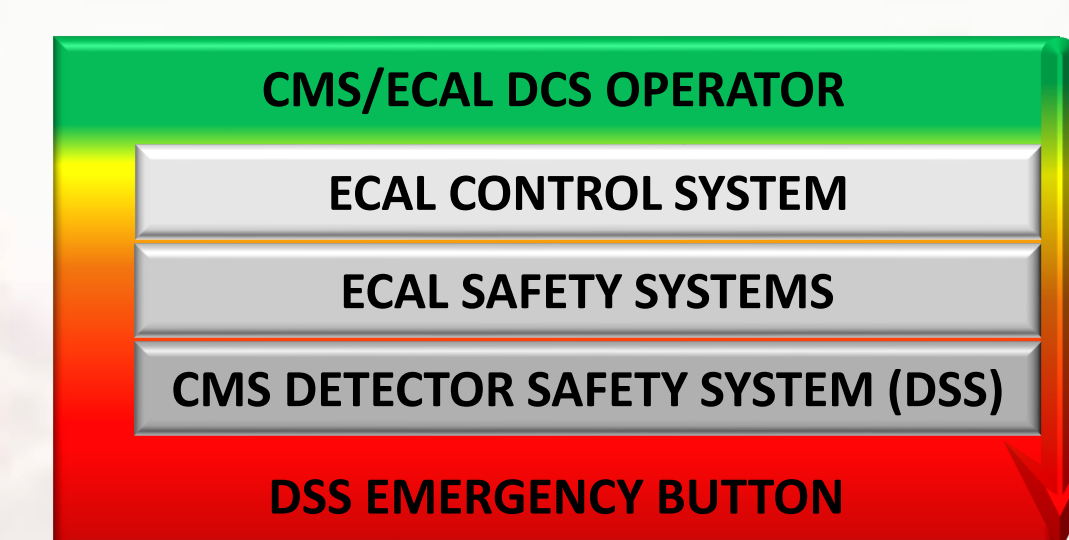 CMS/ECAL DCS OPERATOR
ECAL CONTROL SYSTEM
ECAL SAFETY SYSTEMS
CMS DETECTOR SAFETY SYSTEM (DSS)
DSS EMERGENCY BUTTON